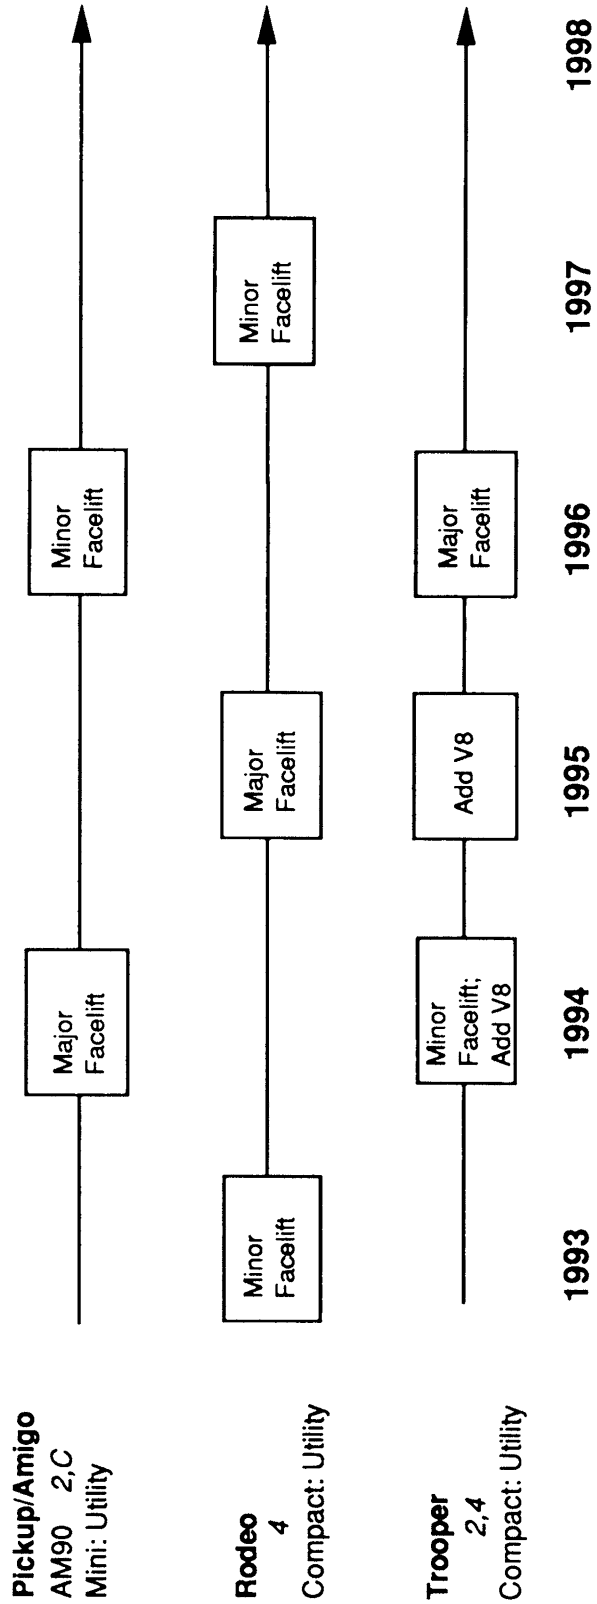 Pickup/Amigo
AM90 2,C
Mini: Utility
Major
Facelift
Minor
Facelift
Rodeo
4
Compact: Utility
Minor
Facelift
Major
Facelift
Minor
Facelift
Trooper
2,4
Compact: Utility
Minor
Facelift;
Add V8
Add V8
Major
Facelift
1993
1994
1995
1996
1997
1998